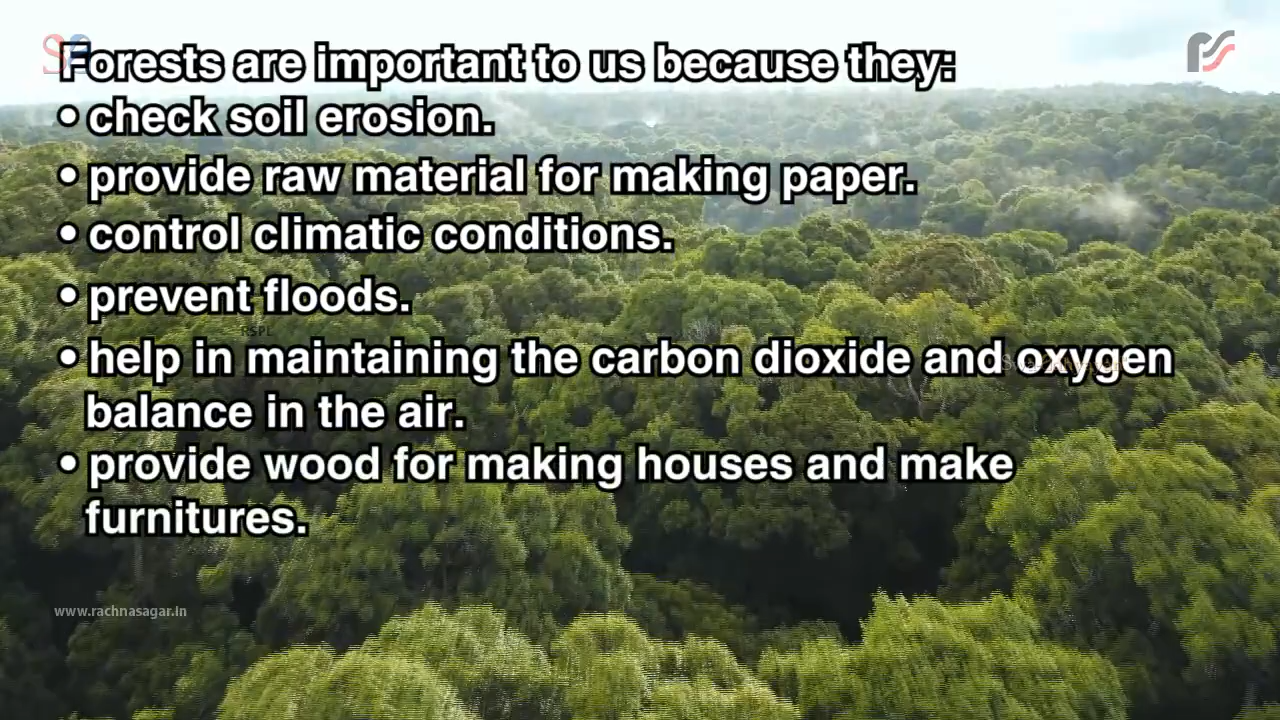 Forests are important to us because they:
• check soil erosion.
• provide raw material for making paper.
• control climatic conditions.
• prevent floods.
RSPL
• help in maintaining the carbon dioxide and oxygen
balance in the air.
• provide wood for making houses and make
furnitures.
www.rachnasagar.in